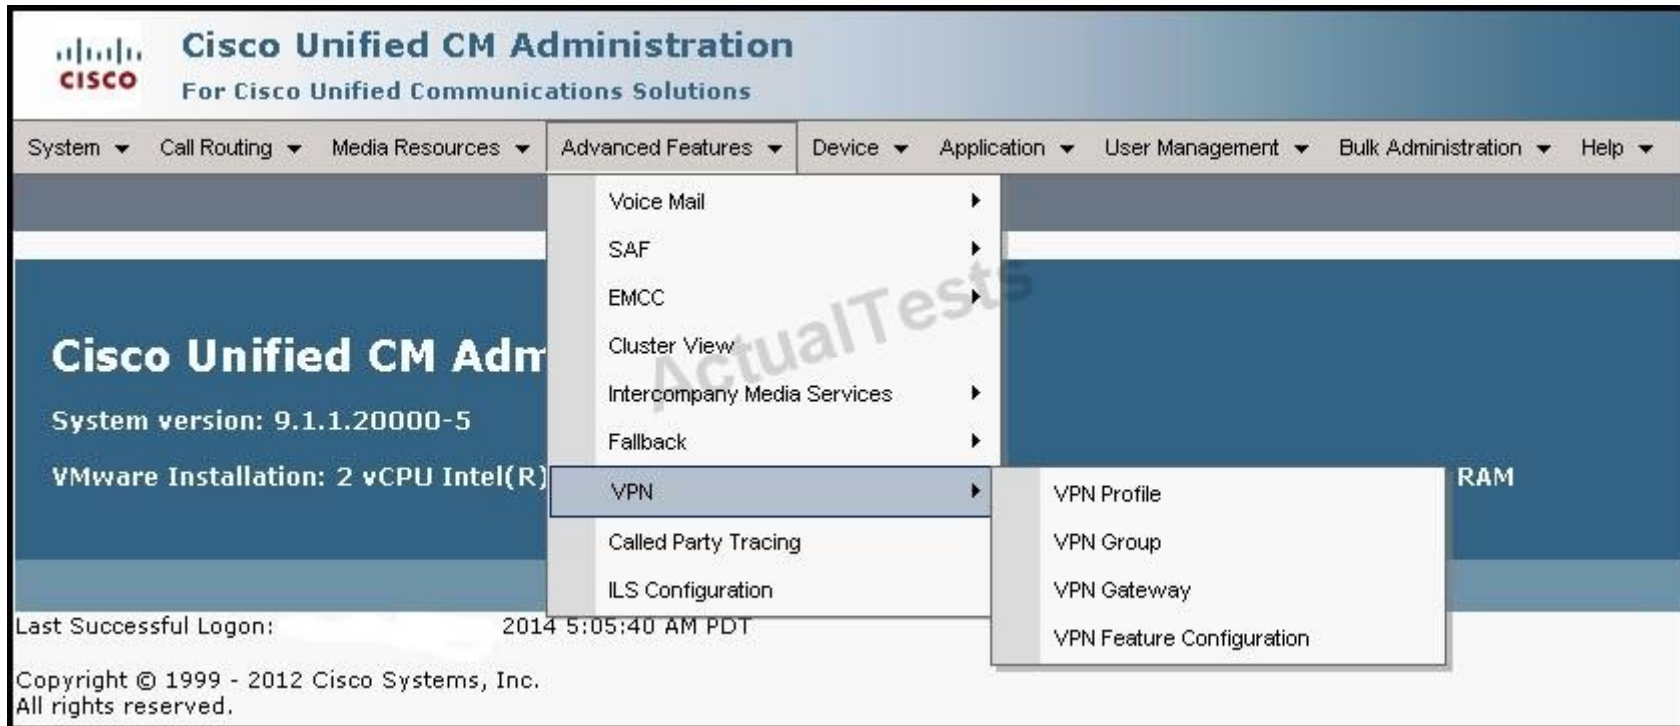 CISCO
Cisco Unified CM Administration
For Cisco Unified Communications Solutions
System Call Routing Media Resources Advanced Features Device Application User Management Bulk Administration Help
Voice Mail
SAF
EMCC
Cluster View
Intercompany Media Services
Fallback
VPN
Called Party Tracing
ILS Configuration
VPN Profile
VPN Group
VPN Gateway
VPN Feature Configuration
ActualTests
Cisco Unified CM Adm
System version: 9.1.1.20000-5
VMware Installation: 2 vCPU Intel(R) RAM
Last Successful Logon: 2014 5:05:40 AM PDT
Copyright © 1999 - 2012 Cisco Systems, Inc.
All rights reserved.